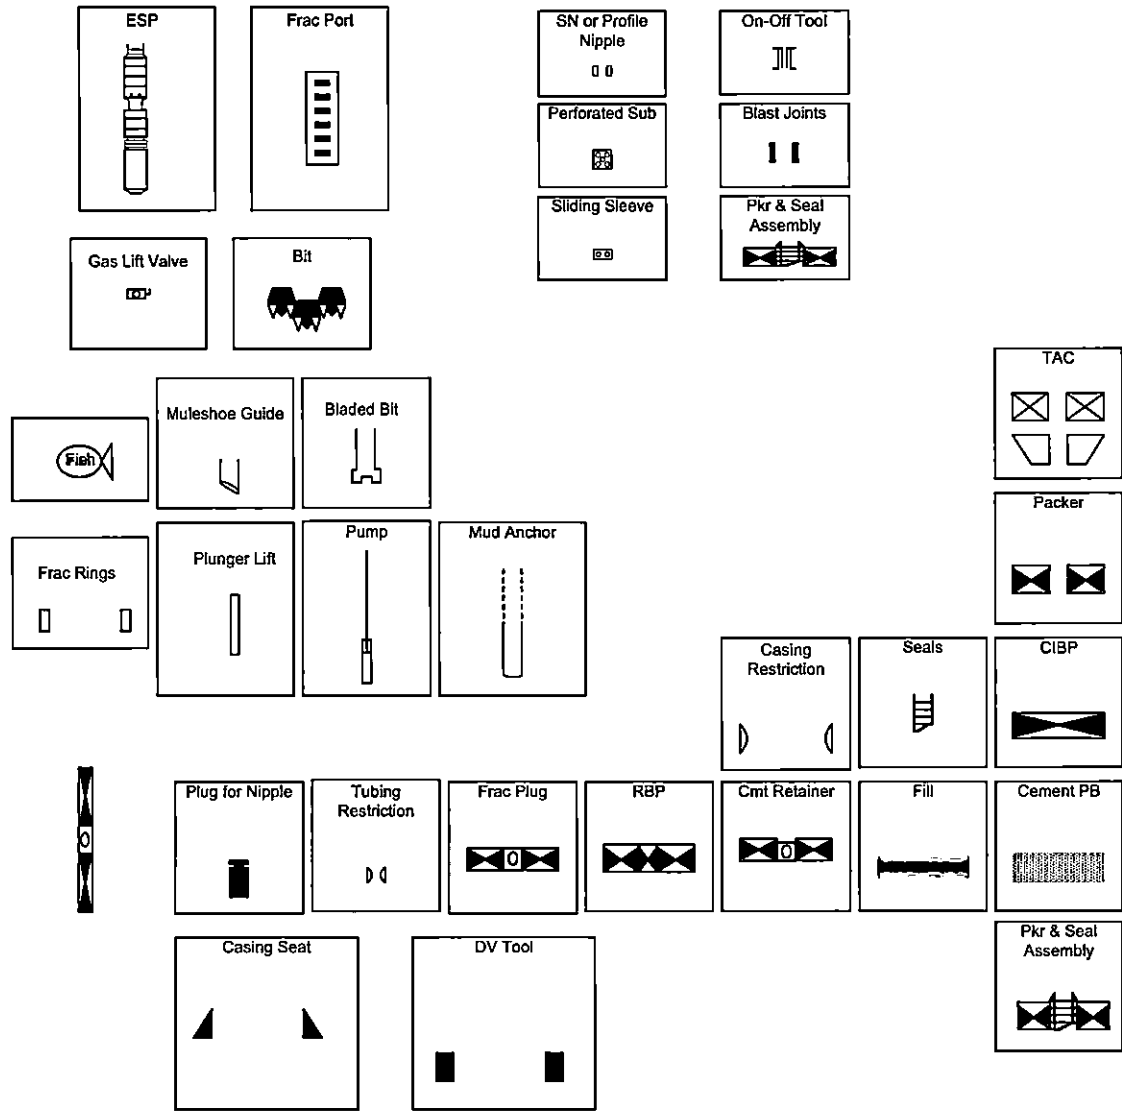 ESP
Frac Port
SN or Profile
Nipple
On-Off Tool
Perforated Sub
Blast Joints
Sliding Sleeve
Pkr & Seal
Assembly
Gas Lift Valve
Bit
TAC
Muleshoe Guide
Bladed Bit
Fish
Packer
Frac Rings
Plunger Lift
Pump
Mud Anchor
Casing
Restriction
Seals
CIBP
Plug for Nipple
Tubing
Restriction
Frac Plug
RBP
Cmt Retainer
Fill
Cement PB
Casing Seat
DV Tool
Pkr & Seal
Assembly